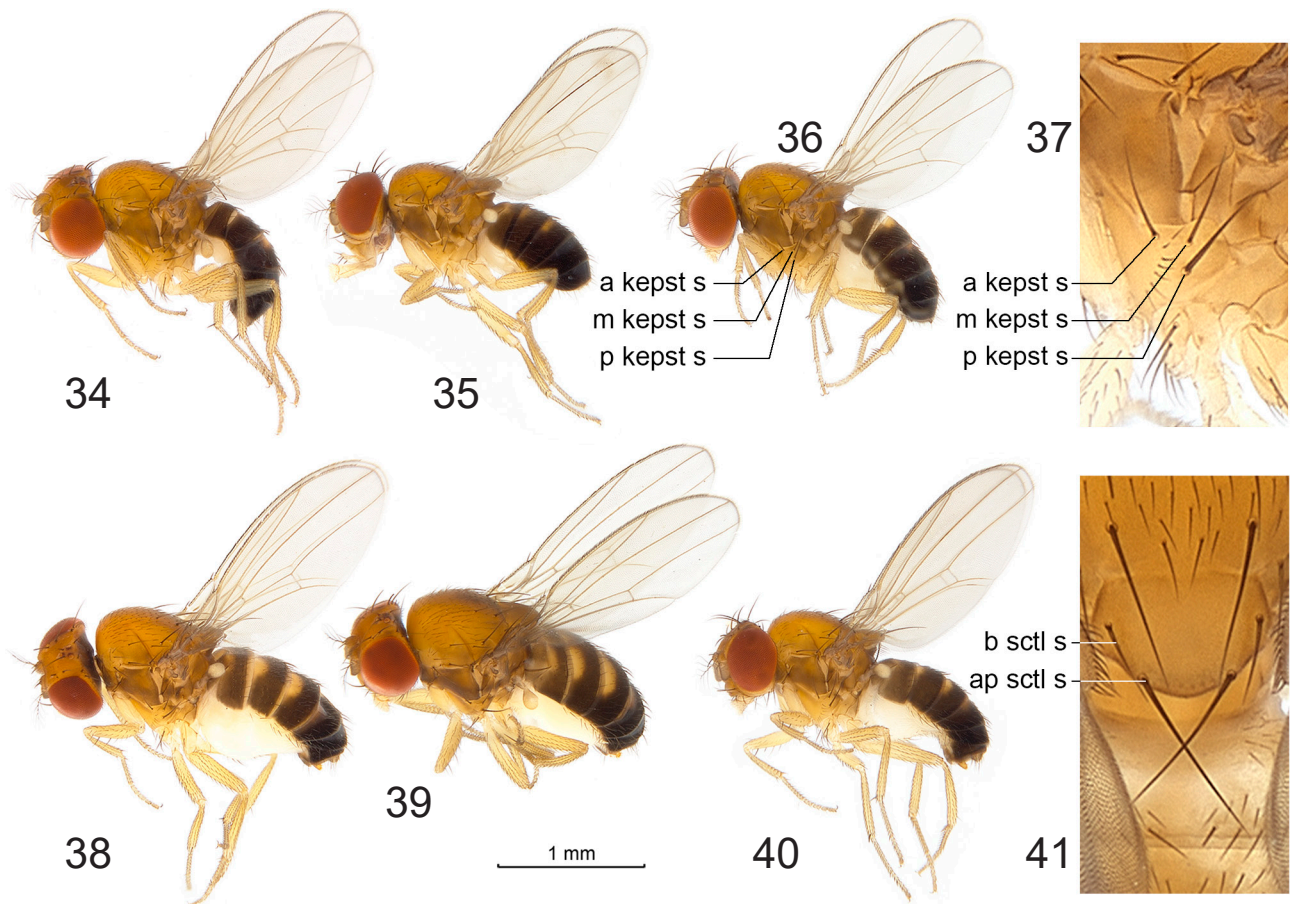 36
37
a kepst s
m kepst s
p kepst s
a kepst s
m kepst s
p kepst s
34
35
b sctl s
ap sctl s
39
1 mm
38
40
41